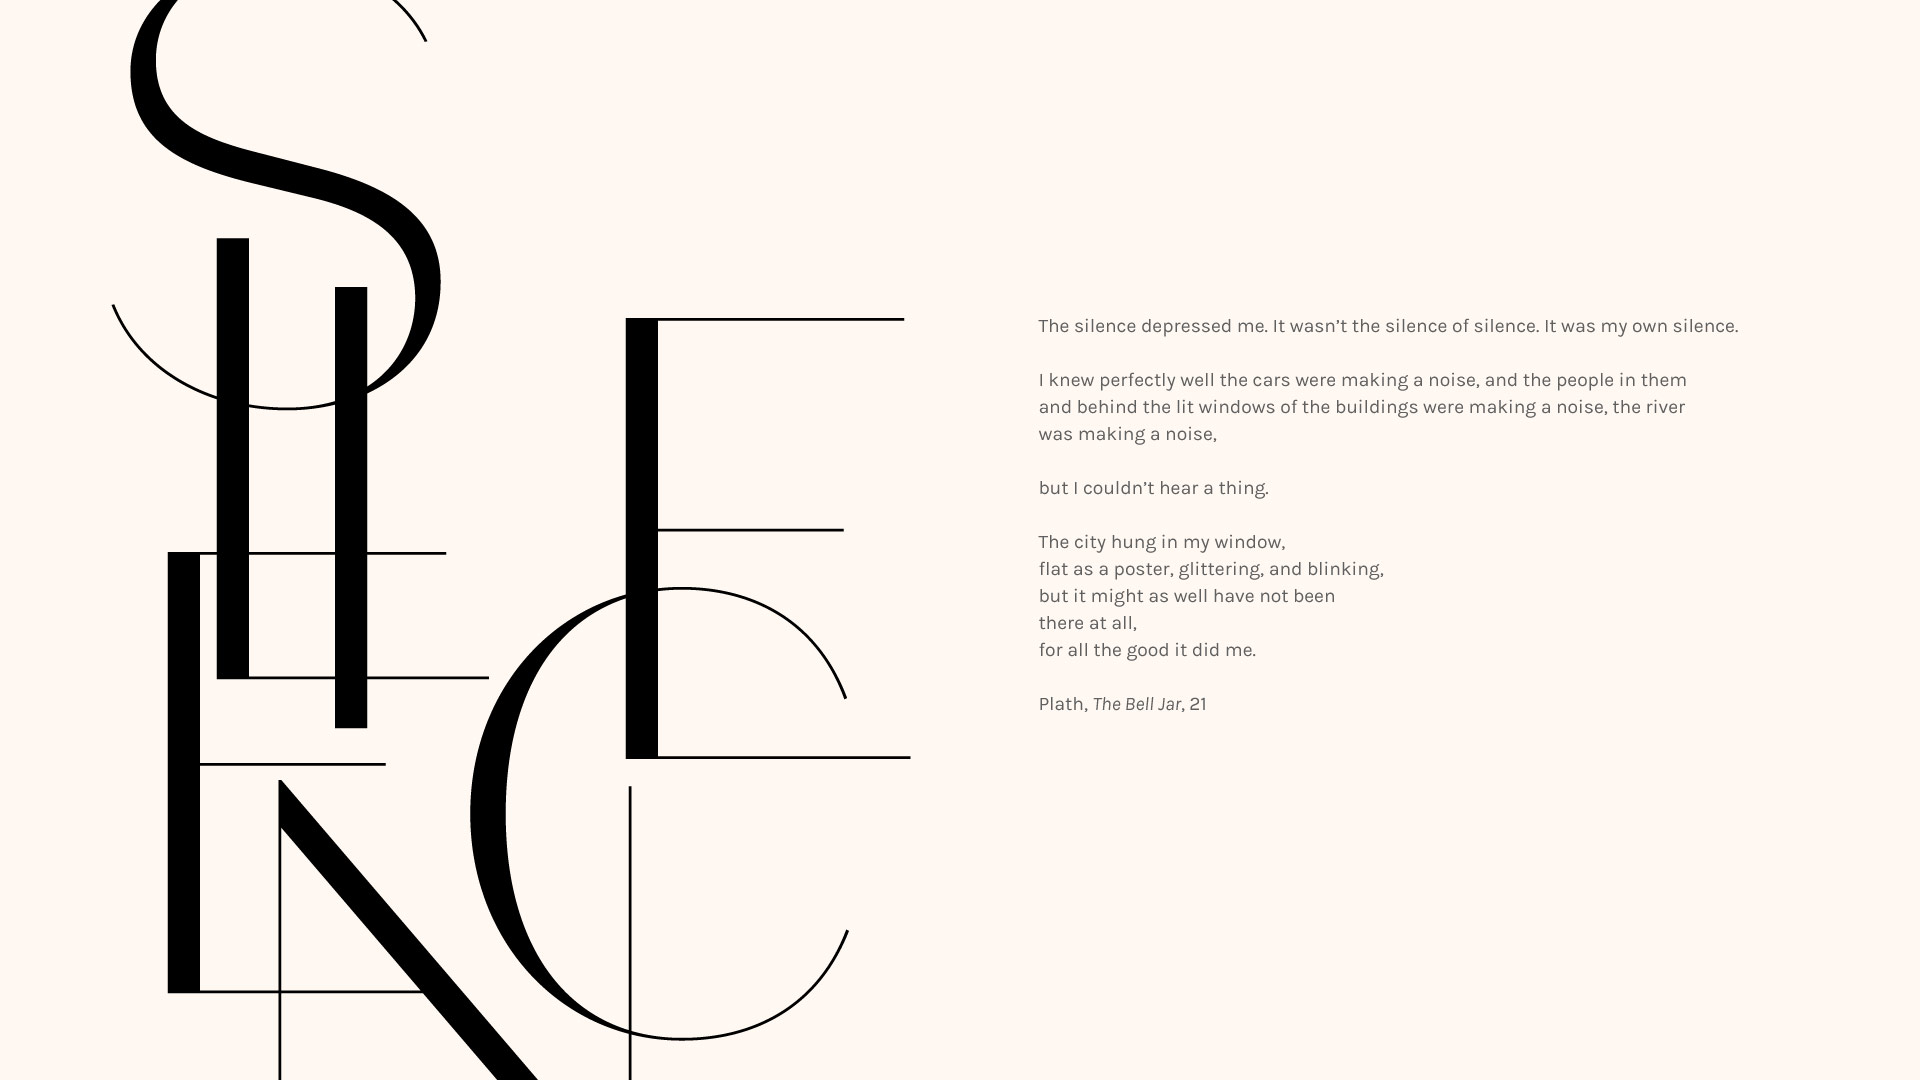 SILENCE
The silence depressed me. It wasn’t the silence of silence. It was my own silence.
I knew perfectly well the cars were making a noise, and the people in them
and behind the lit windows of the buildings were making a noise, the river
was making a noise,
but I couldn’t hear a thing.
The city hung in my window,
flat as a poster, glittering, and blinking,
but it might as well have not been
there at all,
for all the good it did me.
Plath, The Bell Jar, 21